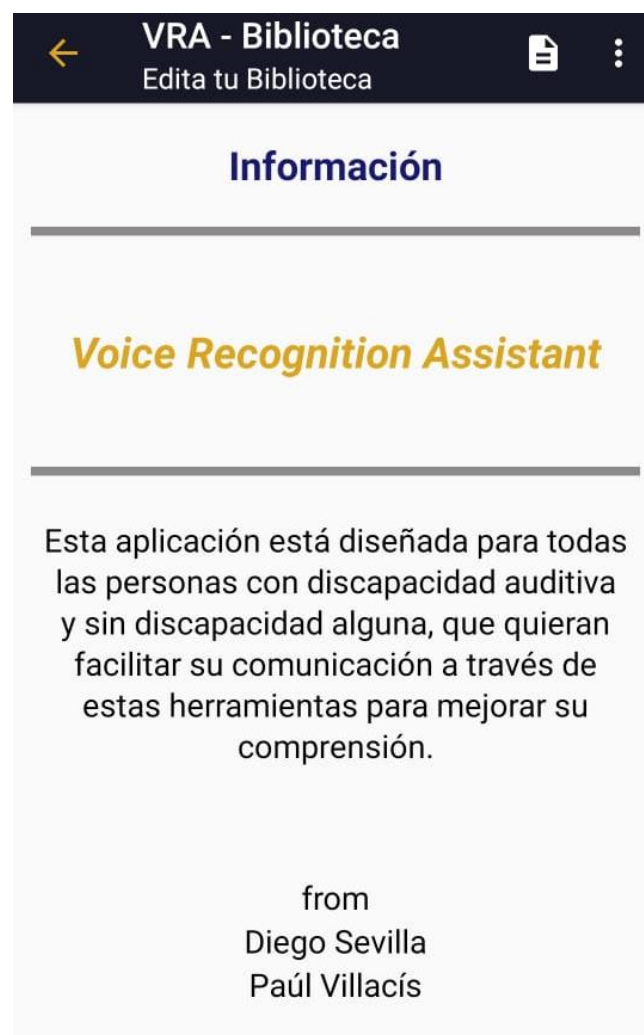 VRA - Biblioteca
Edita tu Biblioteca
Información
Voice Recognition Assistant
Esta aplicación está diseñada para todas
las personas con discapacidad auditiva
y sin discapacidad alguna, que quieran
facilitar su comunicación a través de
estas herramientas para mejorar su
comprensión.
from
Diego Sevilla
Paúl Villacís